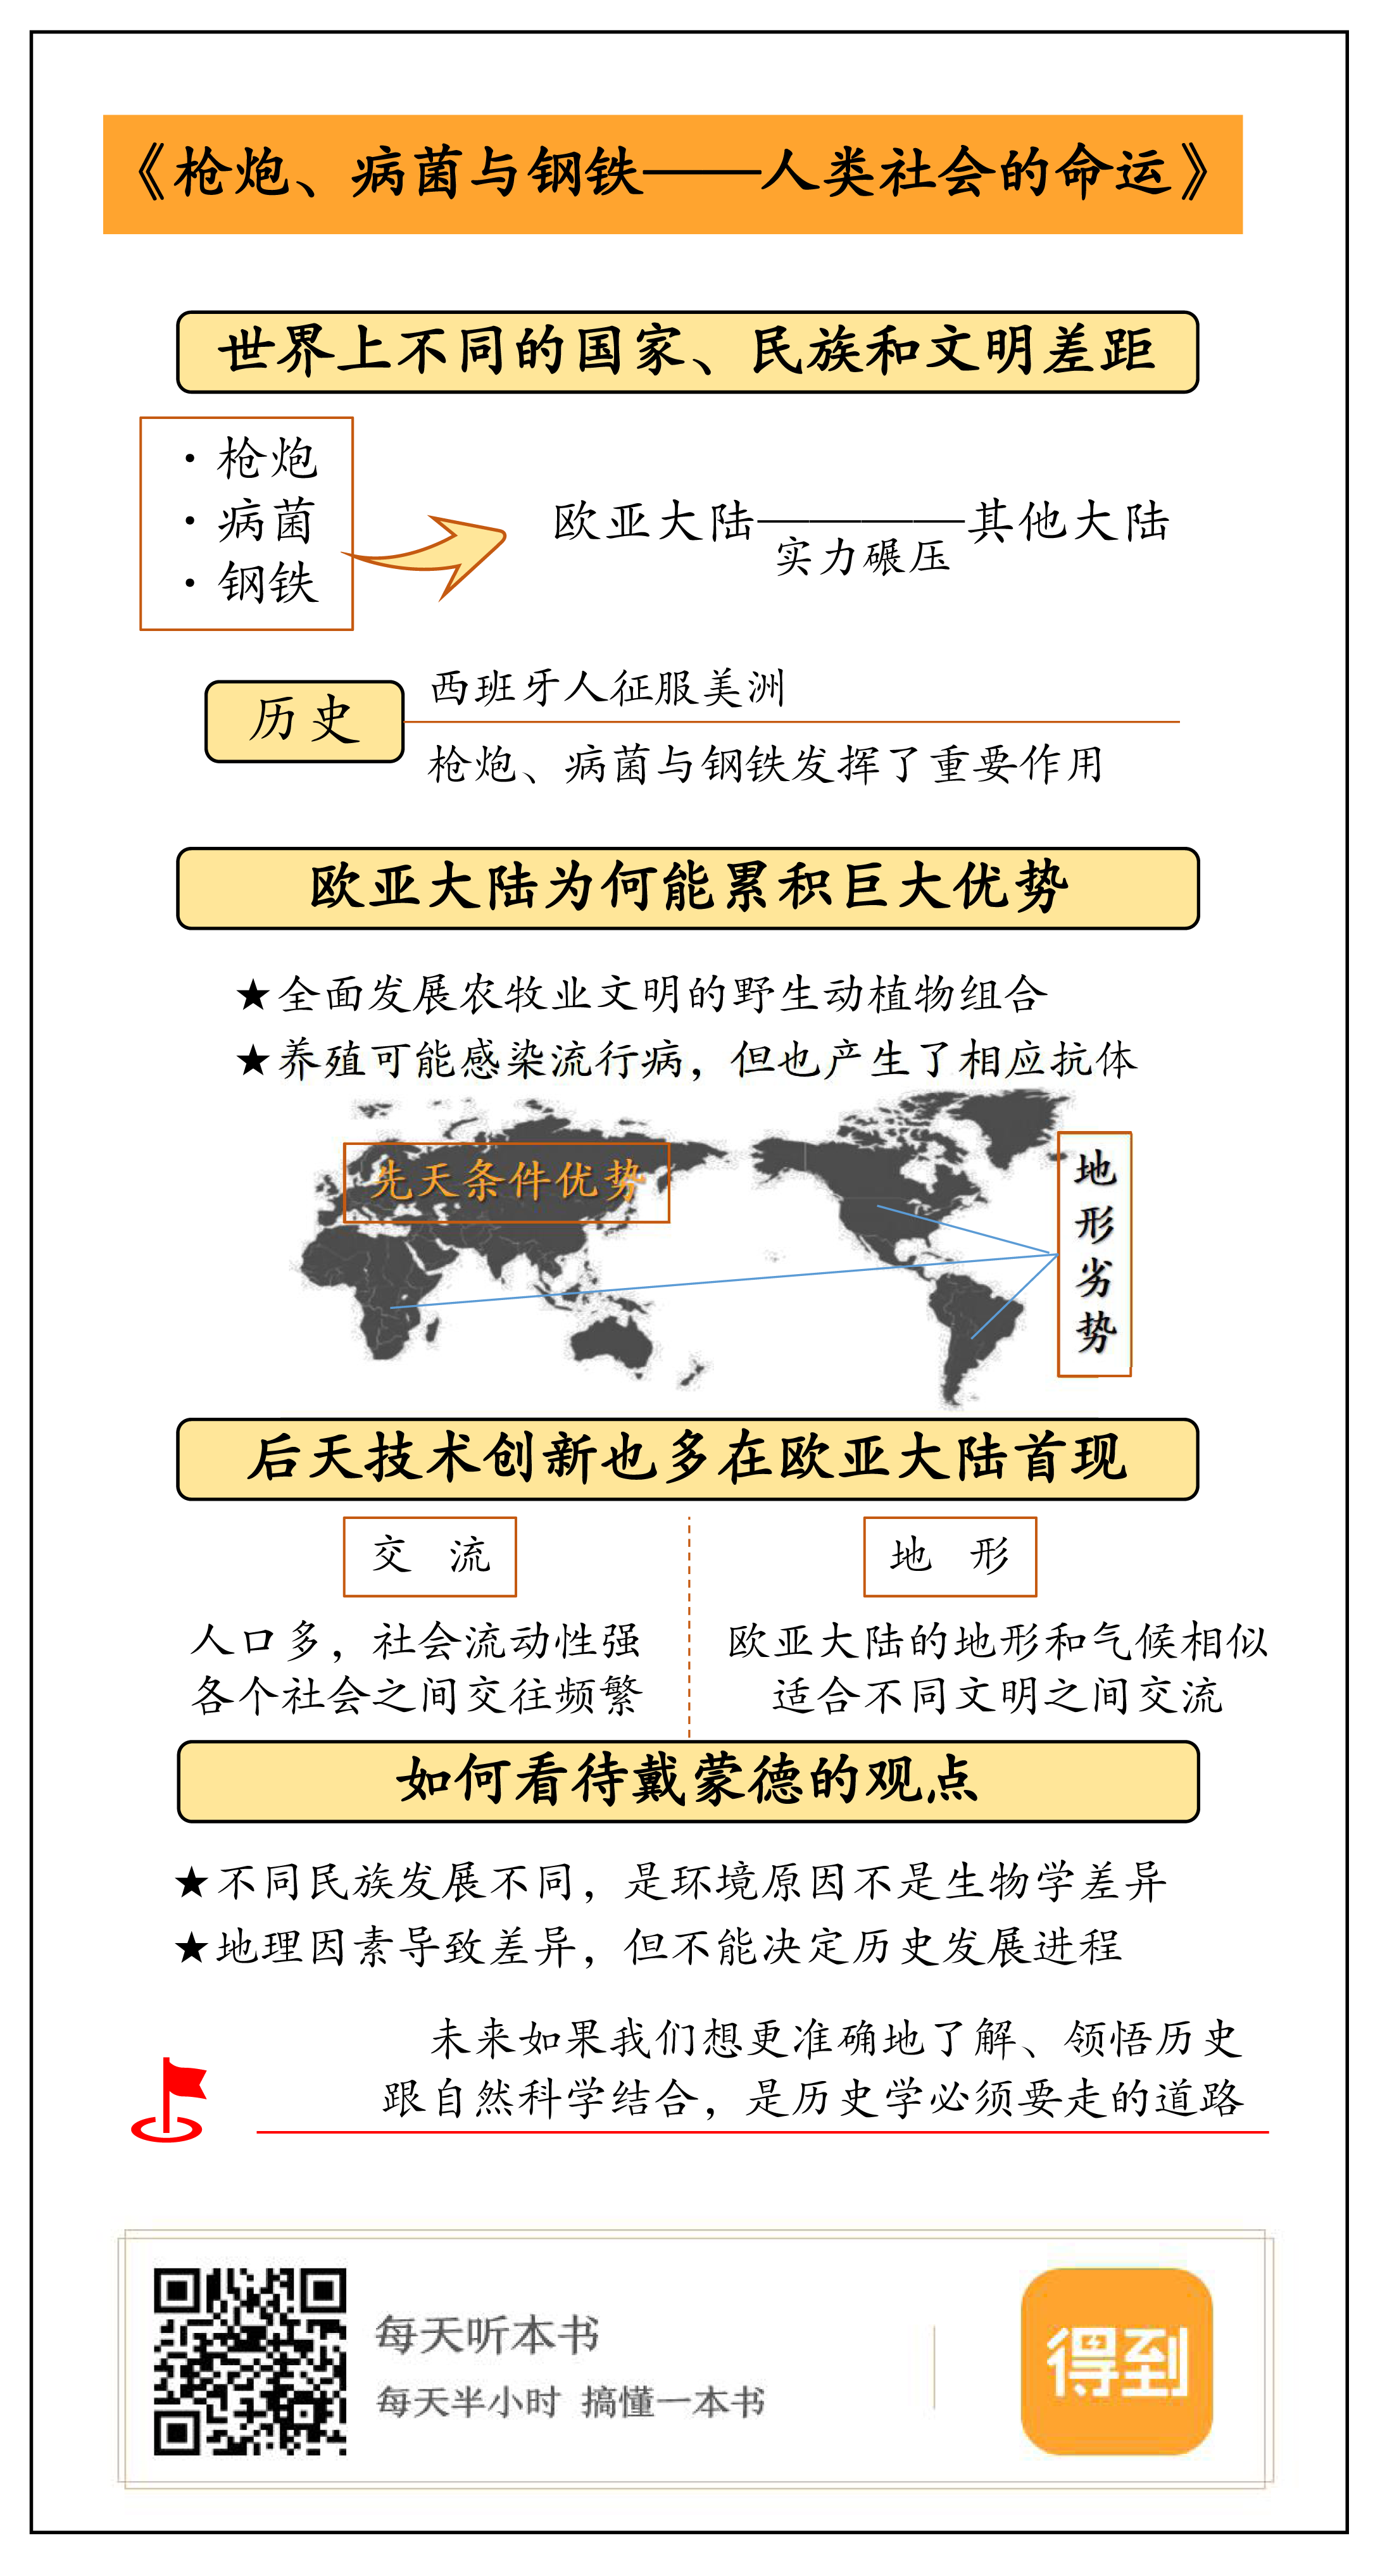 《枪炮、病菌与钢铁——人类社会的命运》
世界上不同的国家、民族和文明差距
· 枪炮
· 病菌
· 钢铁
欧亚大陆————其他大陆
实力碾压
历史
西班牙人征服美洲
枪炮、病菌与钢铁发挥了重要作用
欧亚大陆为何能累积巨大优势
★全面发展农牧业文明的野生动植物组合
★养殖可能感染流行病，但也产生了相应抗体
先天条件优势
地形劣势
后天技术创新也多在欧亚大陆首现
交 流
人口多，社会流动性强
各个社会之间交往频繁
地 形
欧亚大陆的地形和气候相似
适合不同文明之间交流
如何看待戴蒙德的观点
★不同民族发展不同，是环境原因不是生物学差异
★地理因素导致差异，但不能决定历史发展进程
未来如果我们想更准确地了解、领悟历史
跟自然科学结合，是历史学必须要走的道路
每天听本书
每天半小时 搞懂一本书
得到